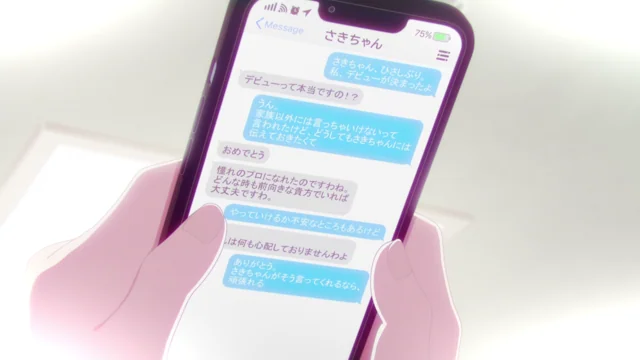 Message
さきちゃん
75%
さきちゃん、ひさしぶり。
私、デビューが決まったよ
デビューって本当ですの！？
うん。
家族以外には言っちゃいけないって
言われたけど、どうしてもさきちゃんには
伝えておきたくて
おめでとう
憧れのプロになれたのですわね。
どんな時も前向きな貴方でいれば
大丈夫ですわ。
やっていけるか不安なところもあるけど
は何も心配しておりませんわよ
ありがとう。
さきちゃんがそう言ってくれるなら、
頑張れる